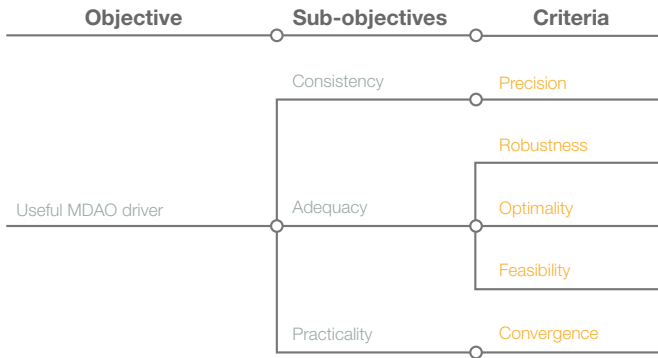 Objective Sub-objectives Criteria
Consistency Precision
Robustness
Useful MDAO driver Adequacy Optimality
Feasibility
Practicality Convergence